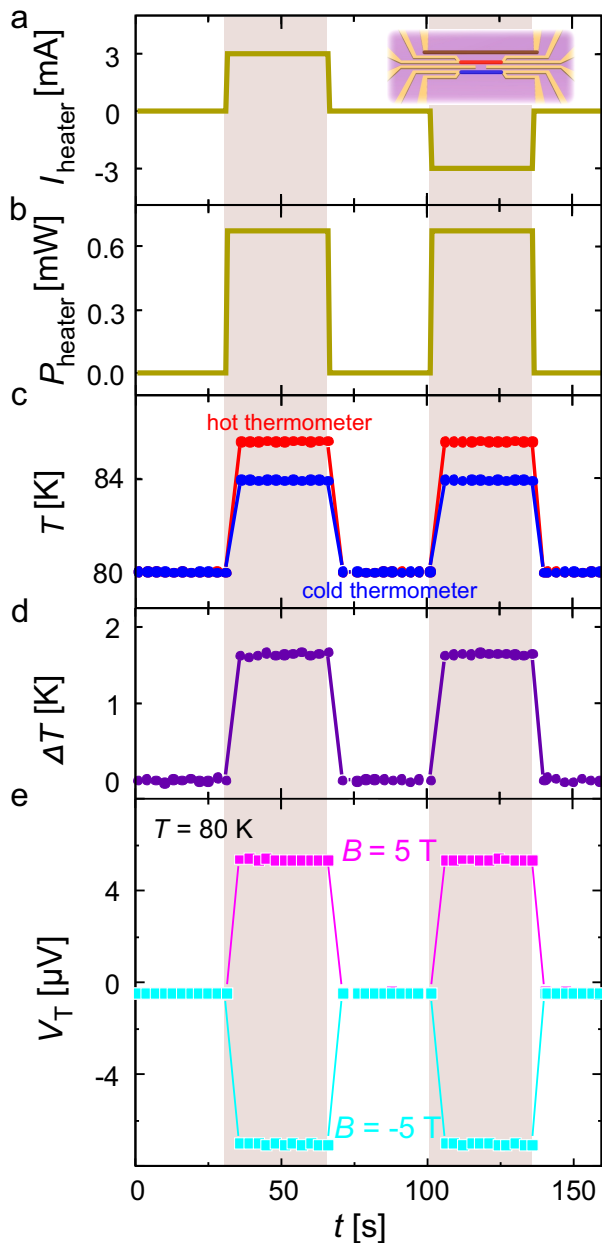 a
I_heater [mA]
3
0
-3
b
P_heater [mW]
0.6
0.3
0.0
c
T [K]
84
80
hot thermometer
cold thermometer
d
ΔT [K]
2
1
0
e
V_T [µV]
4
0
-4
T = 80 K
B = 5 T
B = -5 T
0 50 100 150
t [s]